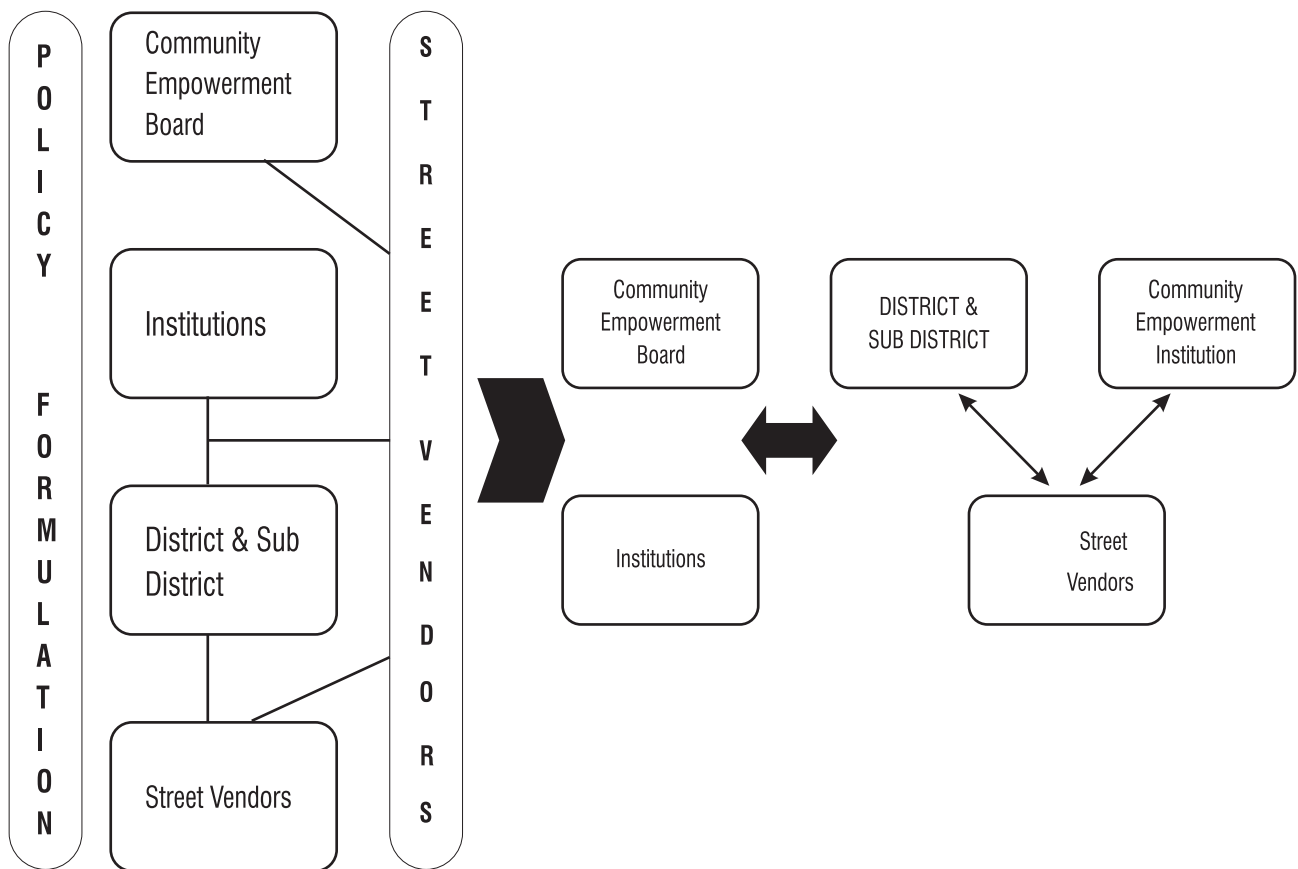 POLICY FORMULATION
Community
Empowerment
Board
Institutions
District & Sub
District
Street Vendors
STREET VENDORS
Community
Empowerment
Board
Institutions
DISTRICT &
SUB DISTRICT
Community
Empowerment
Institution
Street
Vendors